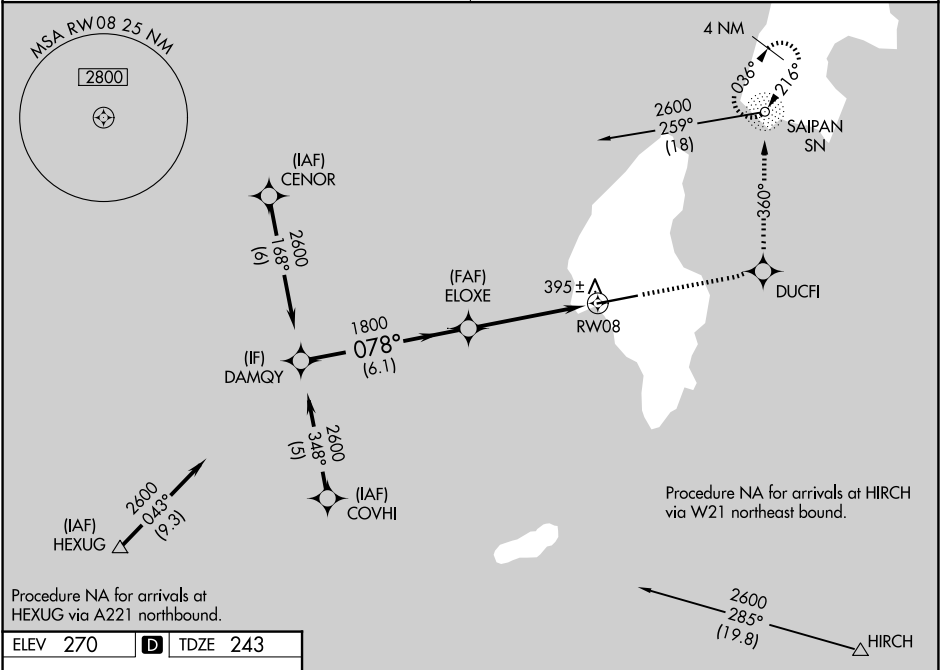 MSA RW08 25 NM
2800
4 NM
036°
216°
SAIPAN
SN
2600
259°
(18)
360°
(IAF)
CENOR
2600
168°
(6)
(FAF)
ELOXE
395±
RW08
DUCFI
1800
078°
(6.1)
(IF)
DAMQY
2600
348°
(5)
(IAF)
COVHI
2600
043°
(9.3)
(IAF)
HEXUG
Procedure NA for arrivals at HIRCH
via W21 northeast bound.
Procedure NA for arrivals at
HEXUG via A221 northbound.
2600
285°
(19.8)
HIRCH
ELEV 270 D TDZE 243